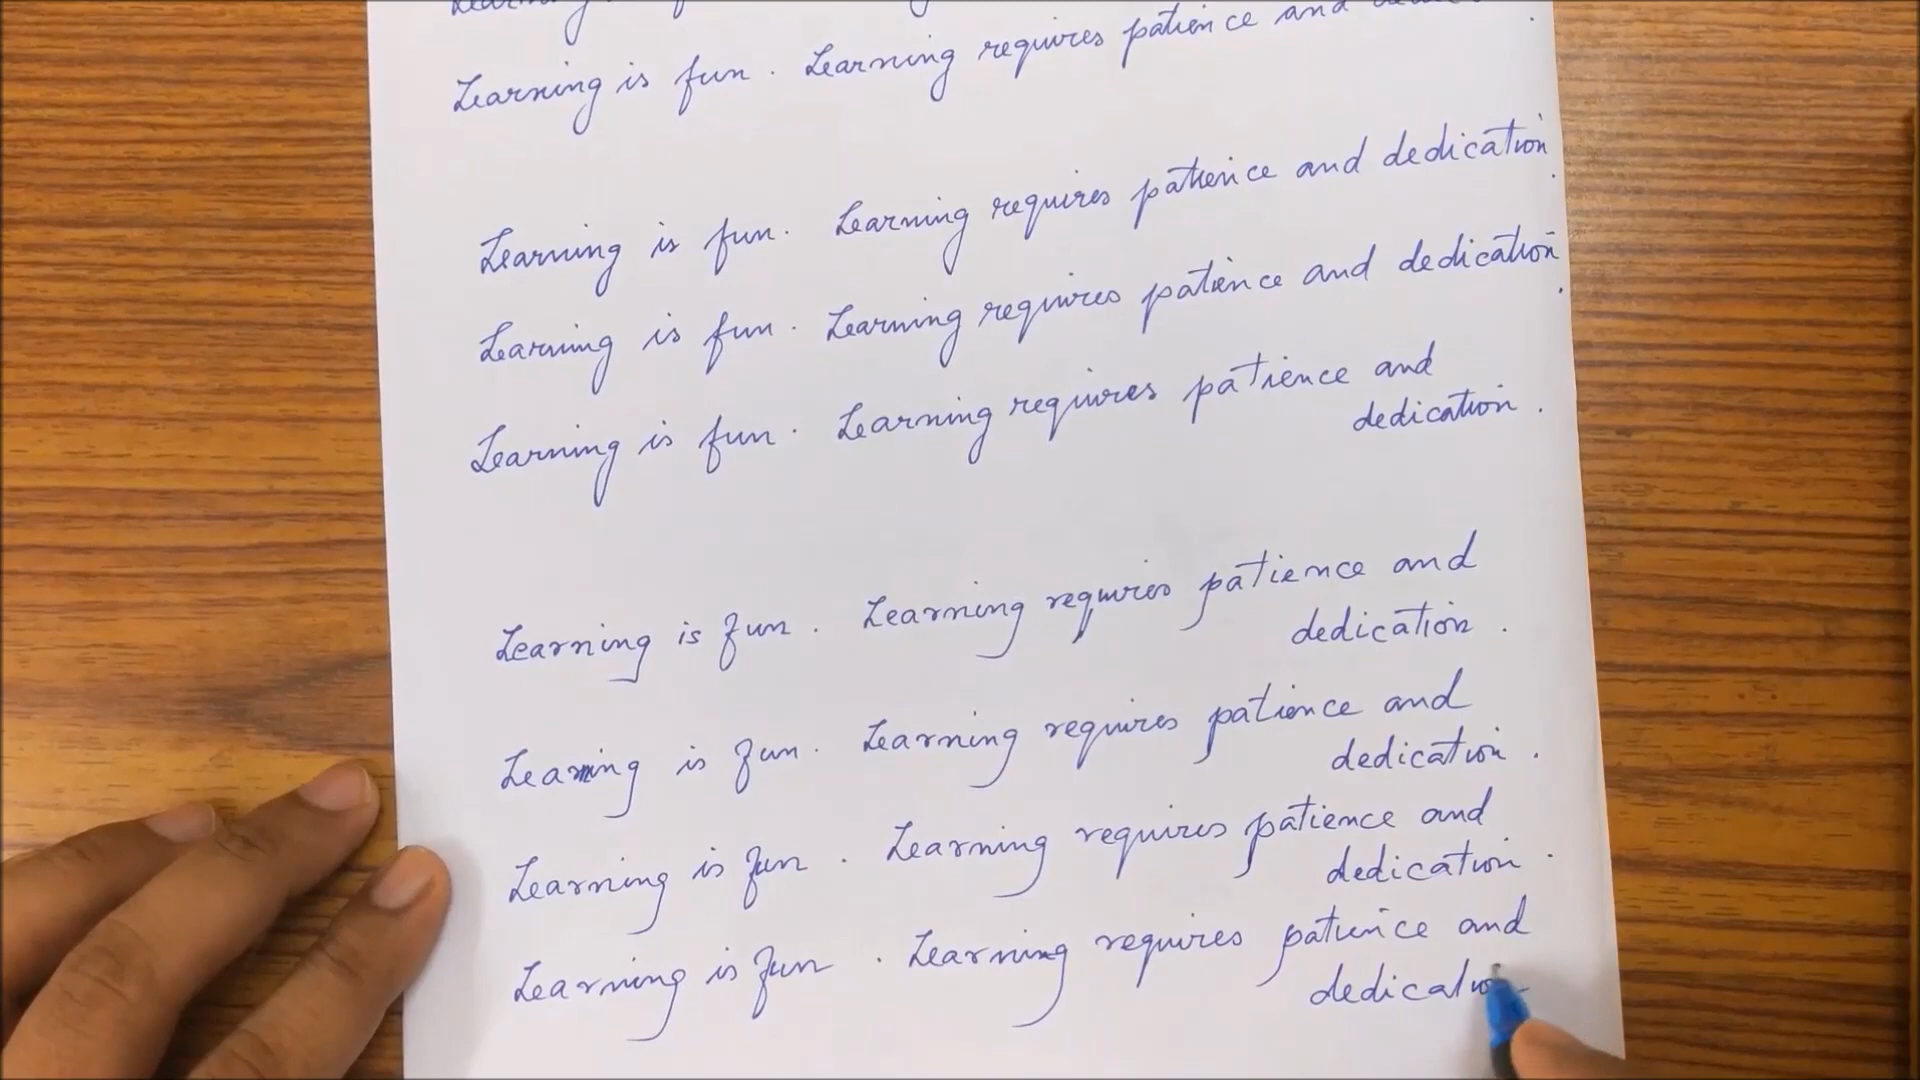 Learning is fun. Learning requires patience and
Learning is fun. Learning requires patience and dedication.
Learning is fun. Learning requires patience and dedication.
Learning is fun. Learning requires patience and
dedication.
Learning is fun. Learning requires patience and
dedication.
Learning is fun. Learning requires patience and
dedication.
Learning is fun. Learning requires patience and
dedication.
Learning is fun. Learning requires patience and
dedication